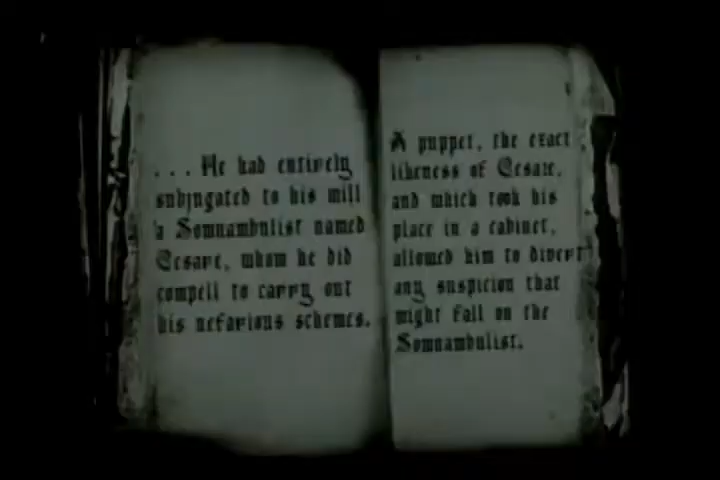 ...He had entirely
subjugated to his will
a Somnambulist named
Cesare, whom he did
compell to carry out
his nefarious schemes.
A puppet, the exact
likeness of Cesare,
and which took his
place in a cabinet,
allowed him to divert
any suspicion that
might fall on the
Somnambulist.